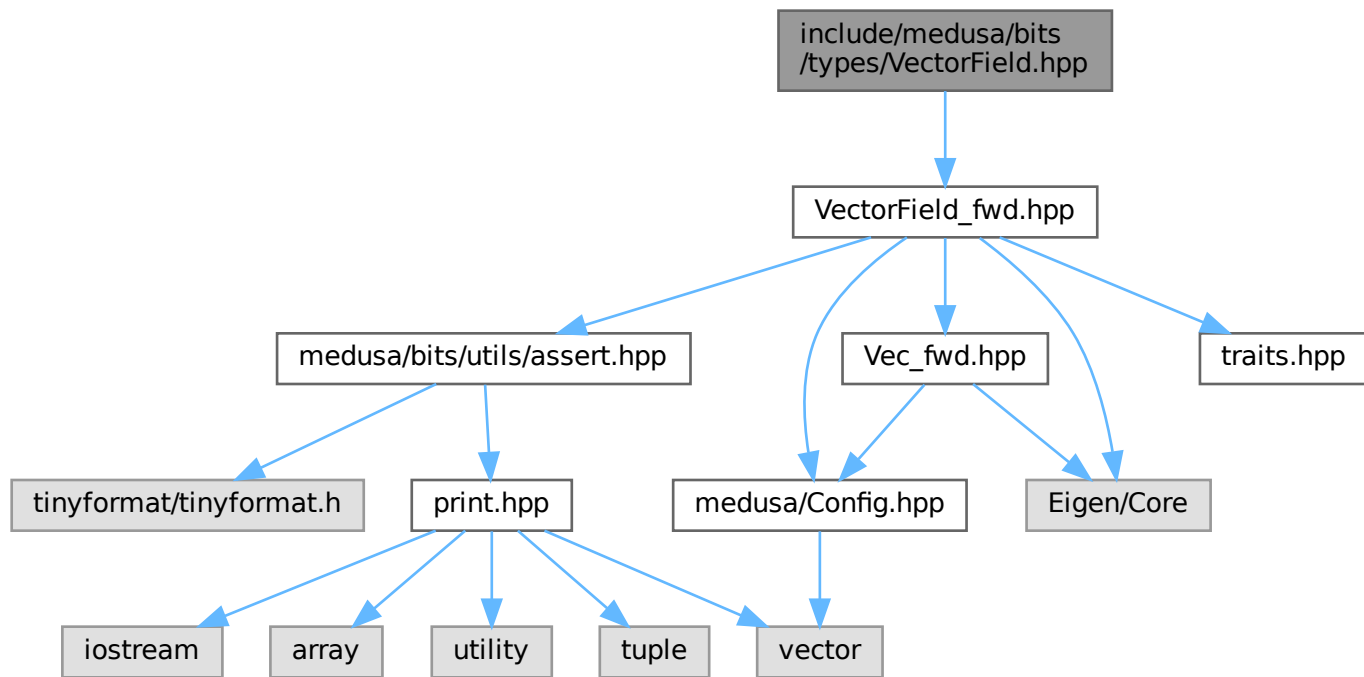 include/medusa/bits
/types/VectorField.hpp
VectorField_fwd.hpp
medusa/bits/utils/assert.hpp
Vec_fwd.hpp
traits.hpp
tinyformat/tinyformat.h
print.hpp
medusa/Config.hpp
Eigen/Core
iostream
array
utility
tuple
vector